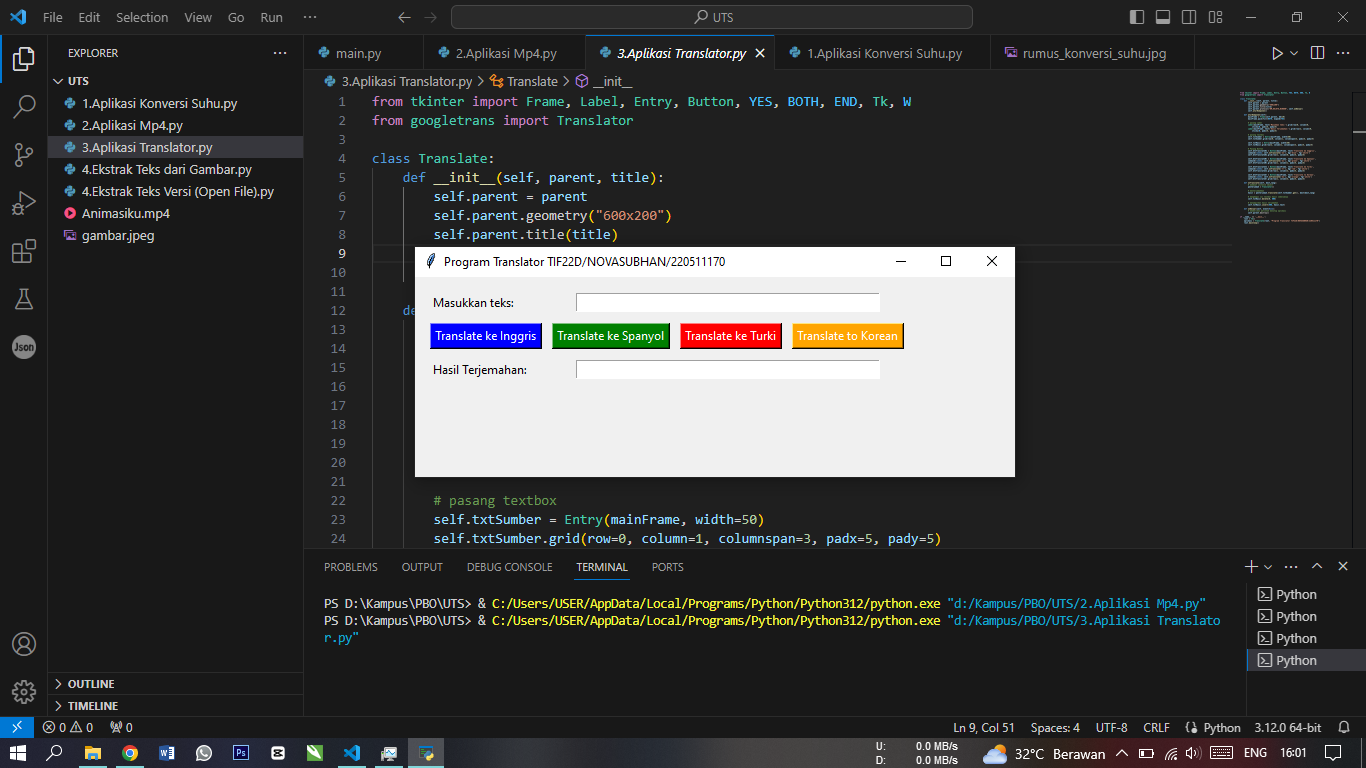 File Edit Selection View Go Run ···
UTS
EXPLORER ···
UTS
1.Aplikasi Konversi Suhu.py
2.Aplikasi Mp4.py
3.Aplikasi Translator.py
4.Ekstrak Teks dari Gambar.py
4.Ekstrak Teks Versi (Open File).py
Animasiku.mp4
gambar.jpeg
OUTLINE
TIMELINE
Json
main.py 2.Aplikasi Mp4.py 3.Aplikasi Translator.py 1.Aplikasi Konversi Suhu.py rumus_konversi_suhu.jpg
3.Aplikasi Translator.py > Translate > __init__
1 from tkinter import Frame, Label, Entry, Button, YES, BOTH, END, Tk, W
2 from googletrans import Translator
3
4 class Translate:
5 def __init__(self, parent, title):
6 self.parent = parent
7 self.parent.geometry("600x200")
8 self.parent.title(title)
9
10
11
12 de
13
14
15
16
17
18
19
20
21
22 # pasang textbox
23 self.txtSumber = Entry(mainFrame, width=50)
24 self.txtSumber.grid(row=0, column=1, columnspan=3, padx=5, pady=5)
Program Translator TIF22D/NOVASUBHAN/220511170
Masukkan teks:
Translate ke Inggris Translate ke Spanyol Translate ke Turki Translate to Korean
Hasil Terjemahan:
PROBLEMS OUTPUT DEBUG CONSOLE TERMINAL PORTS
PS D:\Kampus\PBO\UTS> & C:/Users/USER/AppData/Local/Programs/Python/Python312/python.exe "d:/Kampus/PBO/UTS/2.Aplikasi Mp4.py"
PS D:\Kampus\PBO\UTS> & C:/Users/USER/AppData/Local/Programs/Python/Python312/python.exe "d:/Kampus/PBO/UTS/3.Aplikasi Translato
r.py"
Python
Python
Python
Python
0 0 0 Ln 9, Col 51 Spaces: 4 UTF-8 CRLF Python 3.12.0 64-bit
U: 0.0 MB/s
D: 0.0 MB/s
32°C Berawan ENG 16:01